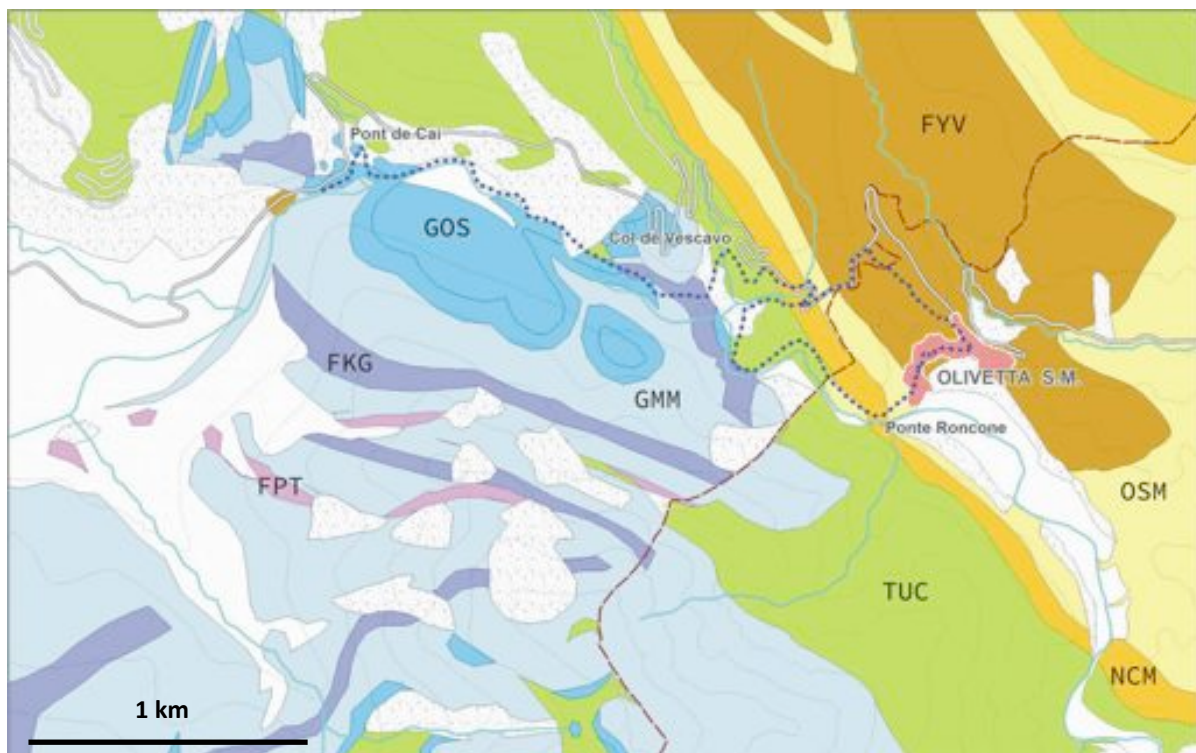 FYV
Pont de Cai
GOS
Col de Vescavo
FKG
OLIVETTA S.M.
GMM
Ponte Roncone
FPT
OSM
TUC
NCM
1 km